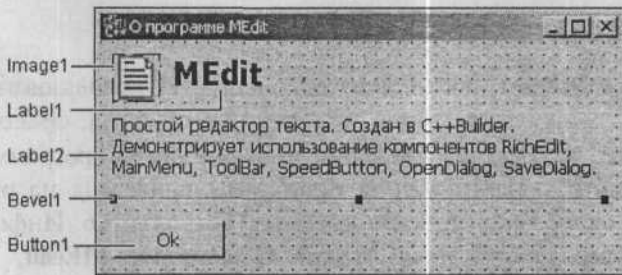 О программе MEdit
Image1
MEdit
Label1
Простой редактор текста. Создан в C++Builder.
Label2
Демонстрирует использование компонентов RichEdit,
MainMenu, ToolBar, SpeedButton, OpenDialog, SaveDialog.
Bevel1
Button1
Ok